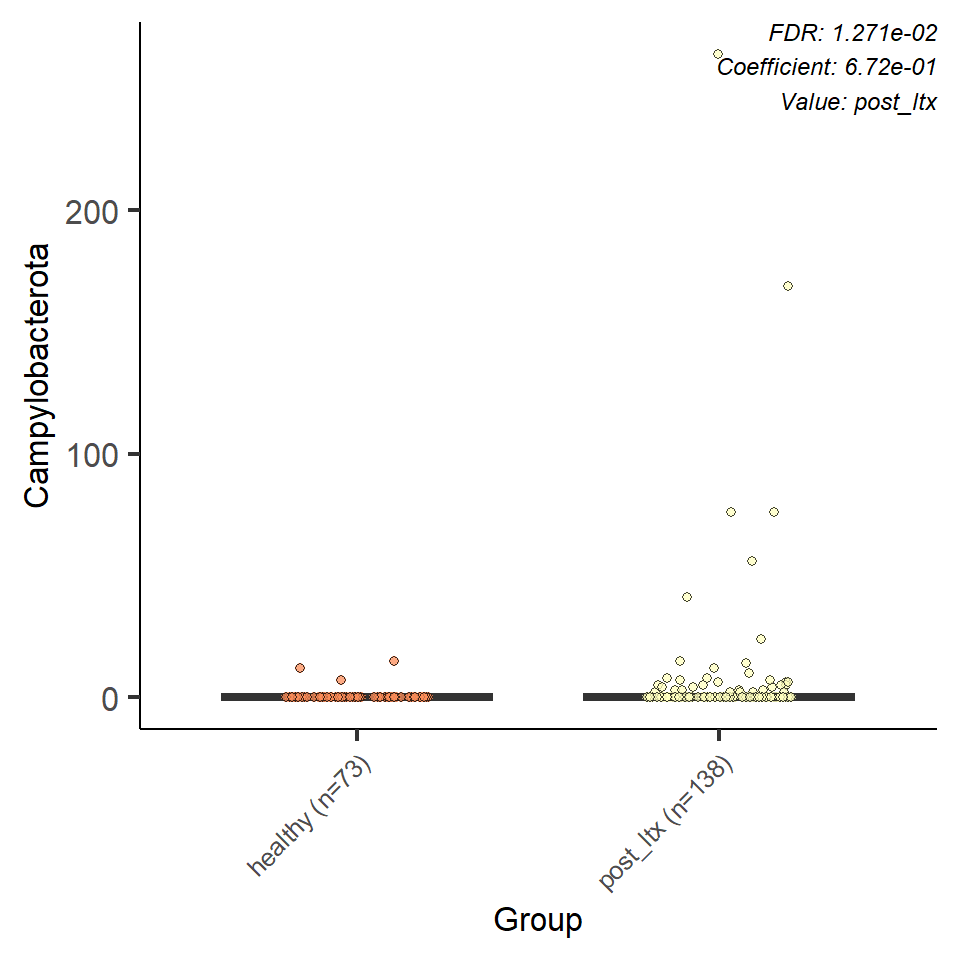 FDR: 1.271e-02
Coefficient: 6.72e-01
Value: post_ltx
Campylobacterota
200
100
0
healthy (n=73)
post_ltx (n=138)
Group